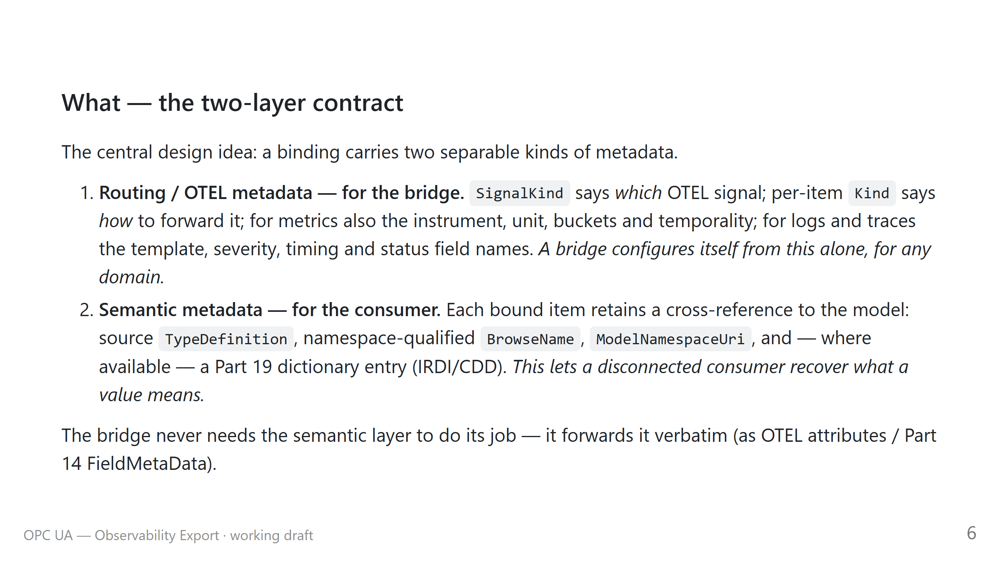 What — the two-layer contract
The central design idea: a binding carries two separable kinds of metadata.
1. Routing / OTEL metadata — for the bridge. SignalKind says which OTEL signal; per-item Kind says
how to forward it; for metrics also the instrument, unit, buckets and temporality; for logs and traces
the template, severity, timing and status field names. A bridge configures itself from this alone, for any
domain.
2. Semantic metadata — for the consumer. Each bound item retains a cross-reference to the model:
source TypeDefinition, namespace-qualified BrowseName, ModelNamespaceUri, and — where
available — a Part 19 dictionary entry (IRDI/CDD). This lets a disconnected consumer recover what a
value means.
The bridge never needs the semantic layer to do its job — it forwards it verbatim (as OTEL attributes / Part
14 FieldMetaData).
OPC UA — Observability Export · working draft
6